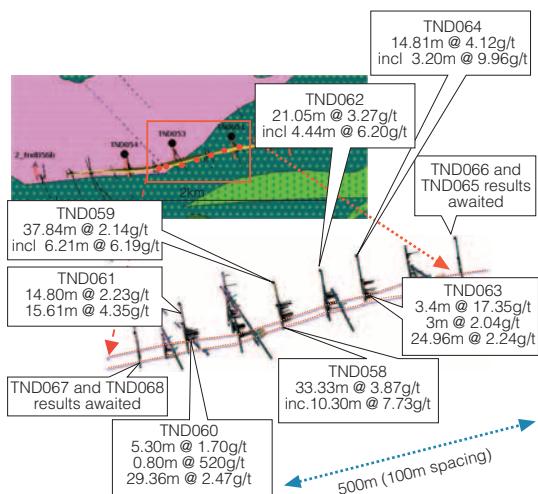 TND064
14.81m @ 4.12g/t
incl  3.20m @ 9.96g/t
TND062
21.05m @ 3.27g/t
incl 4.44m @ 6.20g/t
TND053
TND054
2_tnd056b
2km
TND066 and
TND065 results
awaited
TND059
37.84m @ 2.14g/t
incl  6.21m @ 6.19g/t
TND061
14.80m @ 2.23g/t
15.61m @ 4.35g/t
TND063
3.4m @ 17.35g/t
3m @ 2.04g/t
24.96m @ 2.24g/t
TND067 and TND068
results awaited
TND058
33.33m @ 3.87g/t
inc.10.30m @ 7.73g/t
TND060
5.30m @ 1.70g/t
0.80m @ 520g/t
29.36m @ 2.47g/t
500m (100m spacing)